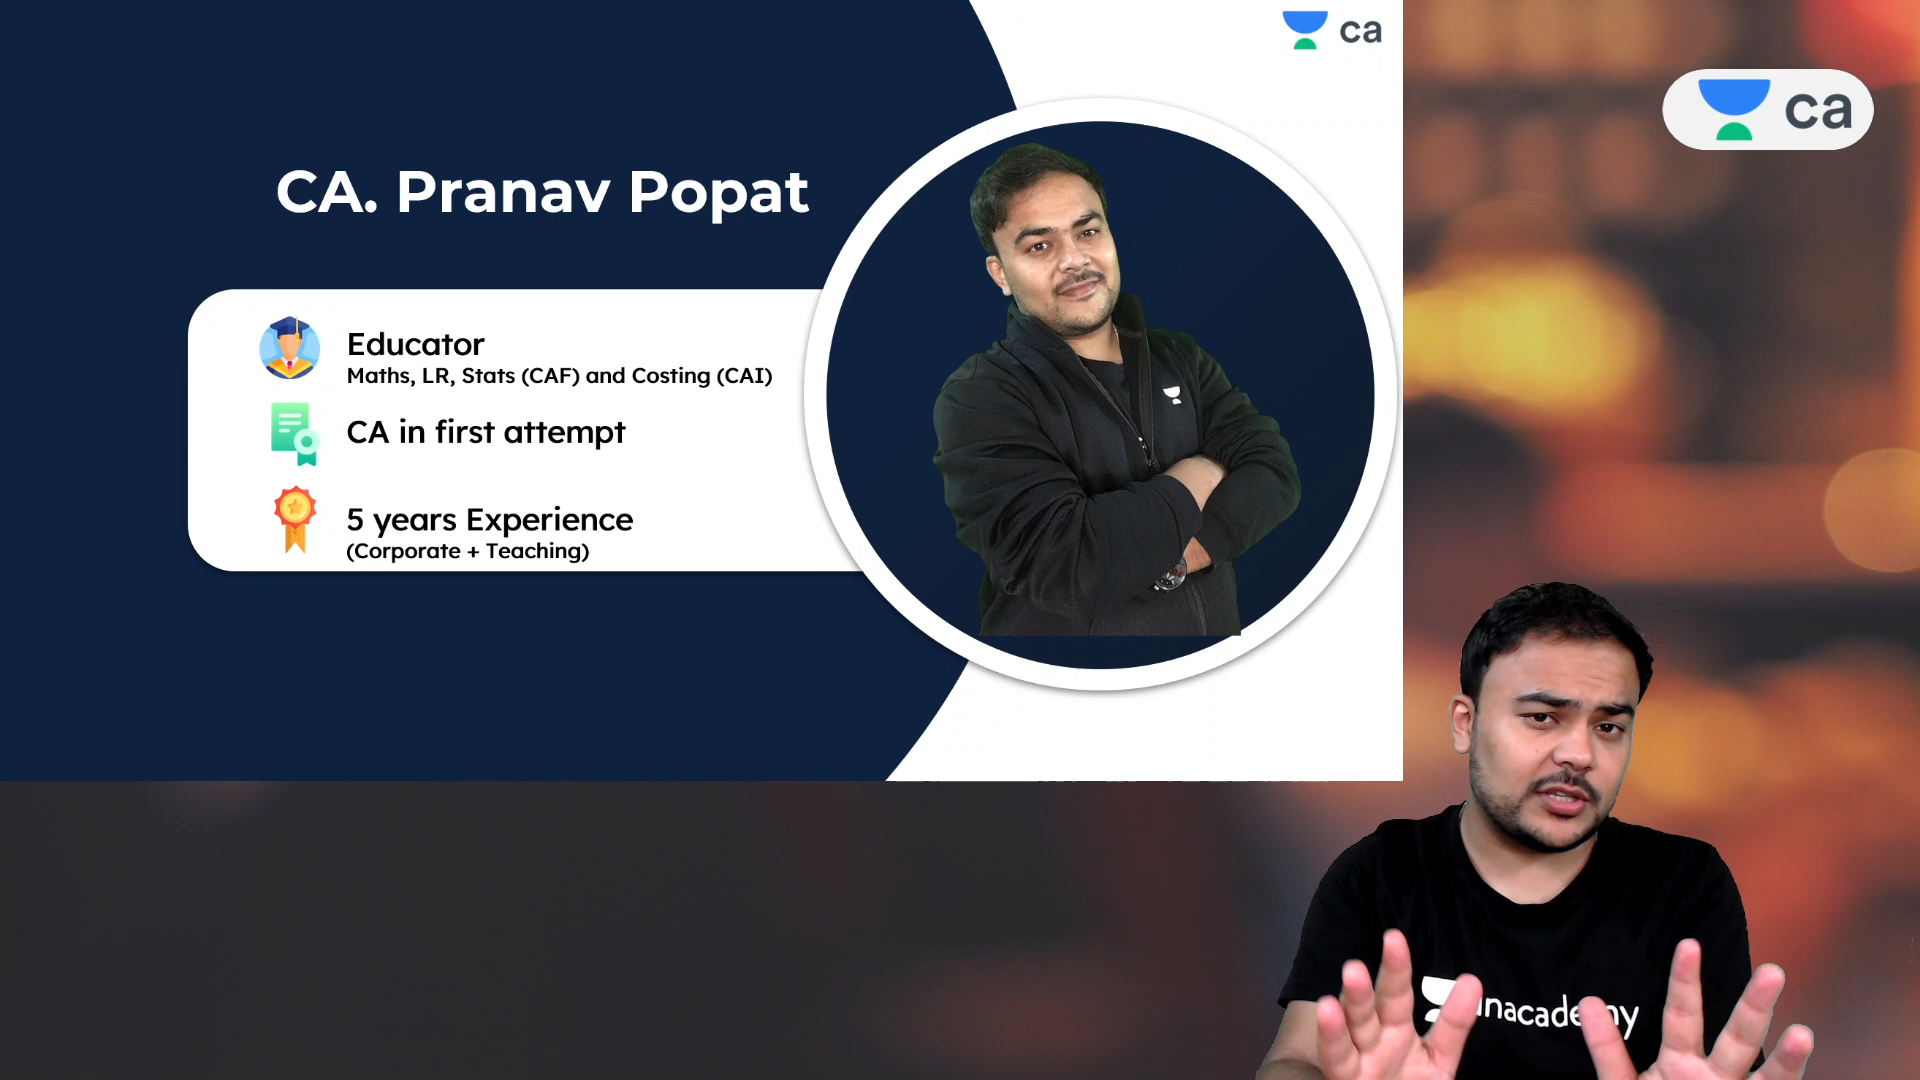 ca
ca
CA. Pranav Popat
Educator
Maths, LR, Stats (CAF) and Costing (CAI)
CA in first attempt
5 years Experience
(Corporate + Teaching)
unacademy